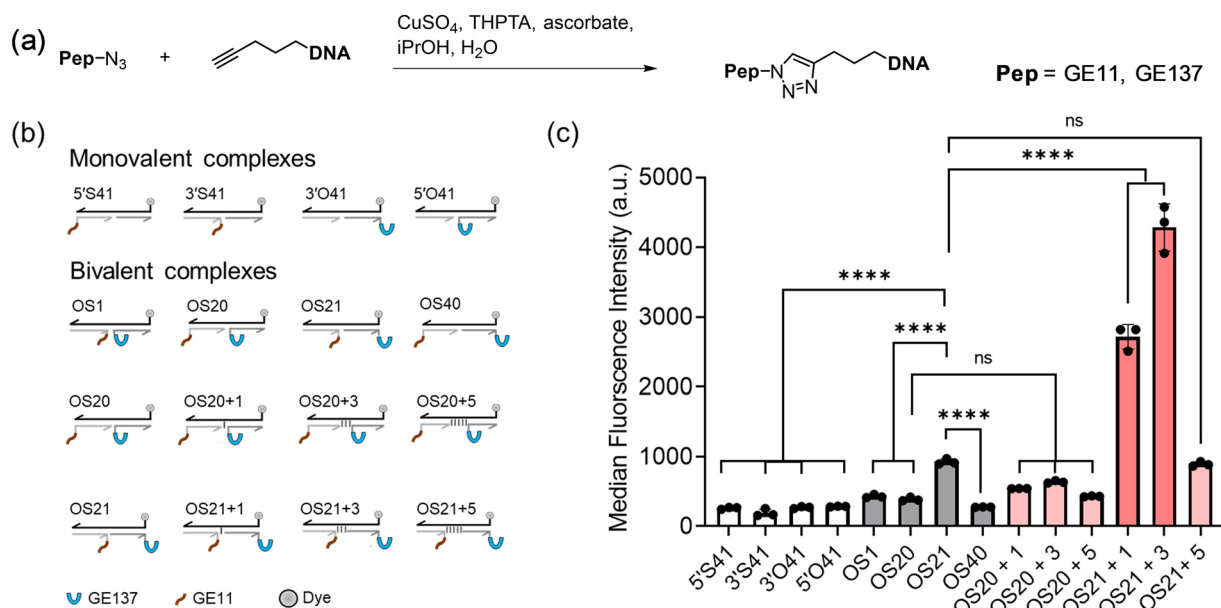 (a)
CuSO4, THPTA, ascorbate,
iPrOH, H2O
Pep–N3 + DNA
Pep–N N N DNA
Pep = GE11, GE137
(b)
Monovalent complexes
5′S41 3′S41 3′O41 5′O41
Bivalent complexes
OS1 OS20 OS21 OS40
OS20 OS20+1 OS20+3 OS20+5
OS21 OS21+1 OS21+3 OS21+5
GE137 GE11 Dye
(c)
Median Fluorescence Intensity (a.u.)
5000
4000
3000
2000
1000
0
ns
****
****
****
ns
****
5′S41 3′S41 3′O41 5′O41 OS1 OS20 OS21 OS40 OS20 + 1 OS20 + 3 OS20 + 5 OS21 + 1 OS21 + 3 OS21+ 5